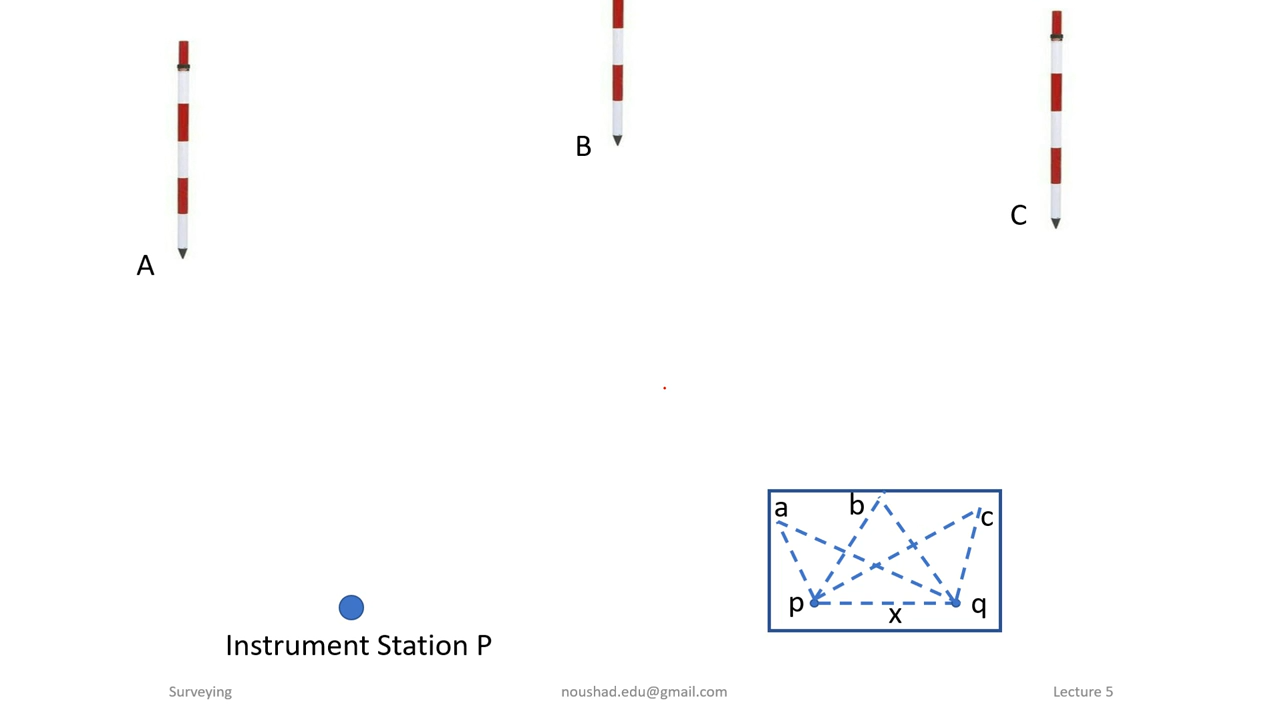 B
C
A
a
b
c
p
q
x
Instrument Station P
Surveying
noushad.edu@gmail.com
Lecture 5